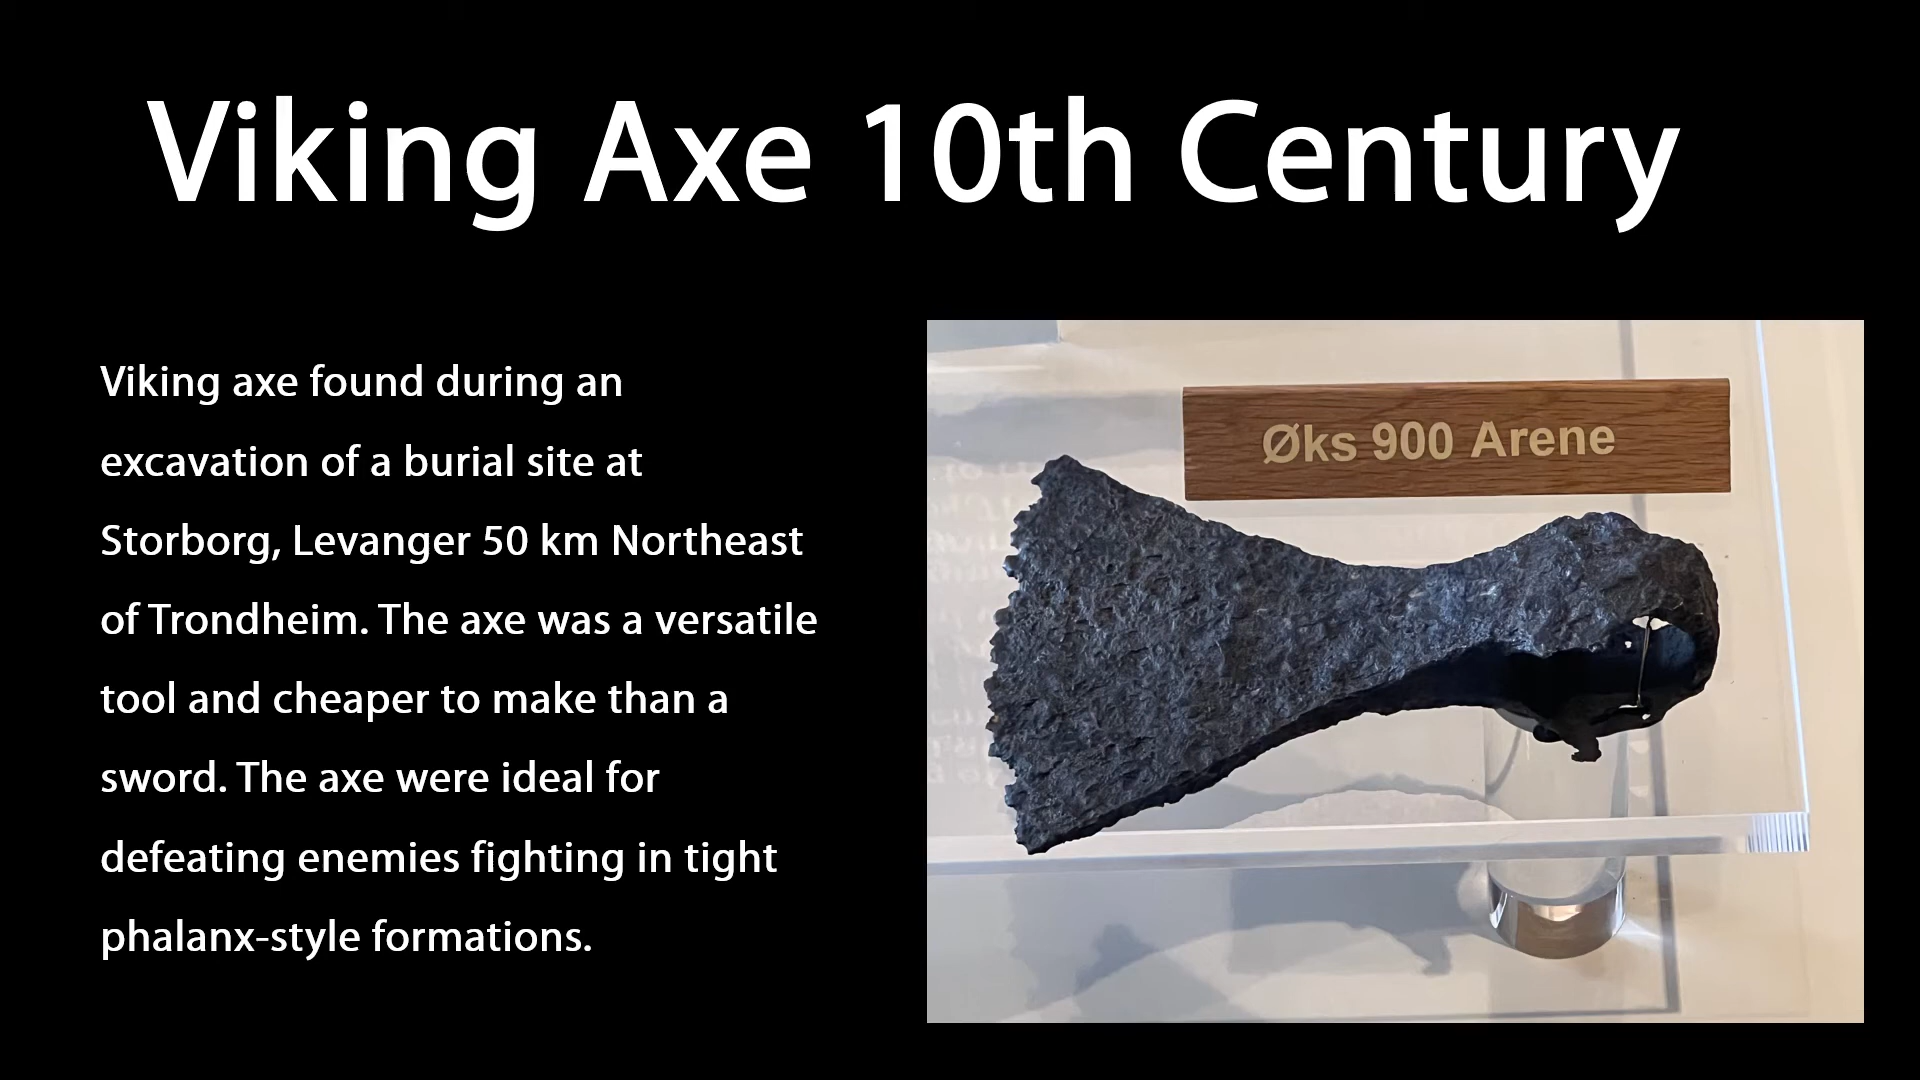 Viking Axe 10th Century
Viking axe found during an
excavation of a burial site at
Storborg, Levanger 50 km Northeast
of Trondheim. The axe was a versatile
tool and cheaper to make than a
sword. The axe were ideal for
defeating enemies fighting in tight
phalanx-style formations.
Øks 900 Arene